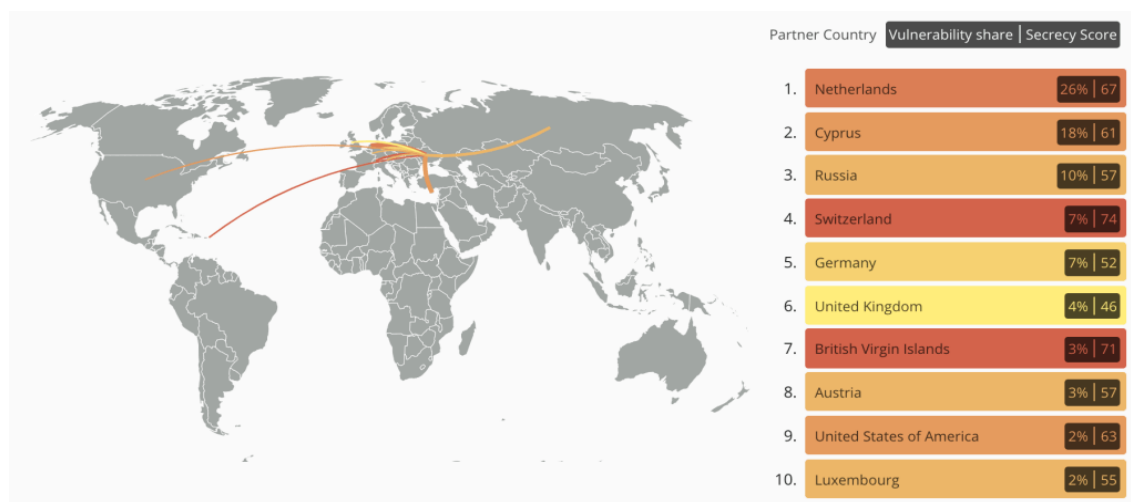 Partner Country Vulnerability share | Secrecy Score
1. Netherlands 26% | 67
2. Cyprus 18% | 61
3. Russia 10% | 57
4. Switzerland 7% | 74
5. Germany 7% | 52
6. United Kingdom 4% | 46
7. British Virgin Islands 3% | 71
8. Austria 3% | 57
9. United States of America 2% | 63
10. Luxembourg 2% | 55